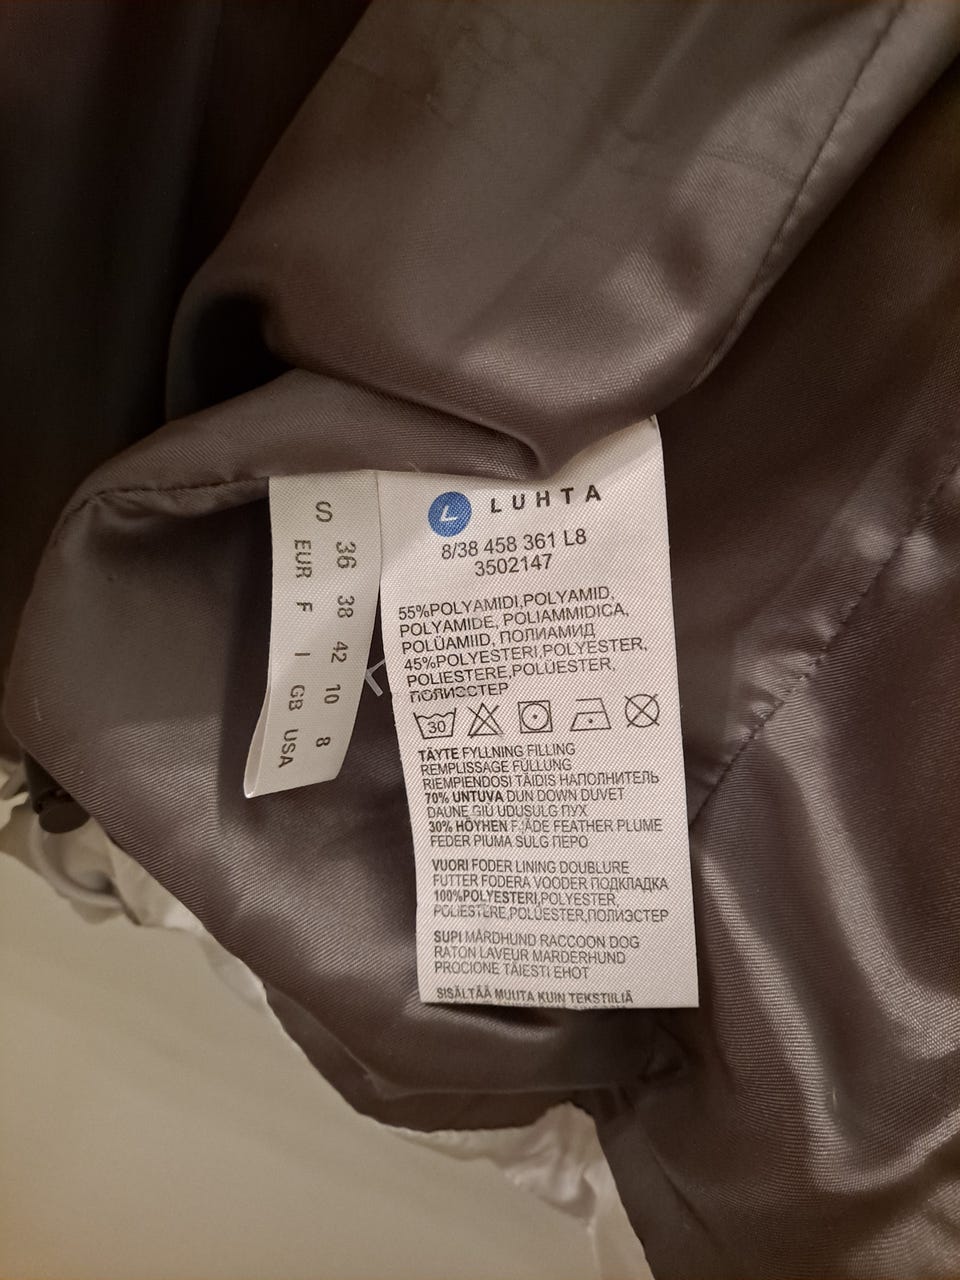 S
36 38 42 10 8
EUR F I GB USA
L LUHTA
8/38 458 361 L8
3502147
55%POLYAMIDI,POLYAMID,
POLYAMIDE, POLIAMMIDICA,
POLÜAMIID, ПОЛИАМИД
45%POLYESTERI,POLYESTER,
POLIESTERE,POLÜESTER,
ПОЛИЭСТЕР
30
TÄYTE FYLLNING FILLING
REMPLISSAGE FÜLLUNG
RIEMPIENDOSI TÄIDIS НАПОЛНИТЕЛЬ
70% UNTUVA DUN DOWN DUVET
DAUNE GIÙ UDUSULG ПУХ
30% HÖYHEN FJÄDE FEATHER PLUME
FEDER PIUMA SULG ПЕРО
VUORI FODER LINING DOUBLURE
FUTTER FODERA VOODER ПОДКЛАДКА
100%POLYESTERI,POLYESTER,
POLIESTERE,POLÜESTER,ПОЛИЭСТЕР
SUPI MÅRDHUND RACCOON DOG
RATON LAVEUR MARDERHUND
PROCIONE TÄIESTI ЕНОТ
SISÄLTÄÄ MUUTA KUIN TEKSTIILIÄ